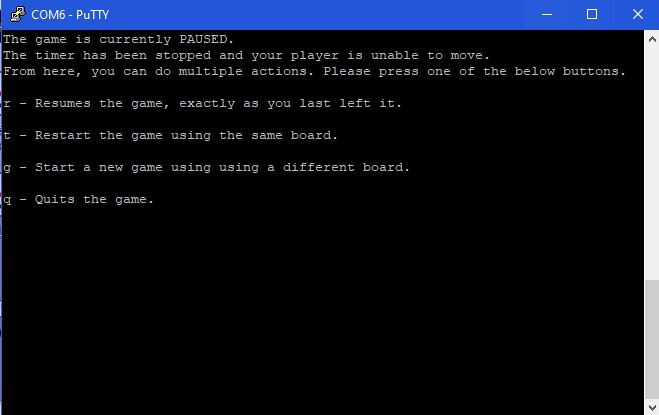 COM6 - PuTTY
The game is currently PAUSED.
The timer has been stopped and your player is unable to move.
From here, you can do multiple actions. Please press one of the below buttons.
r - Resumes the game, exactly as you last left it.
t - Restart the game using the same board.
g - Start a new game using using a different board.
q - Quits the game.